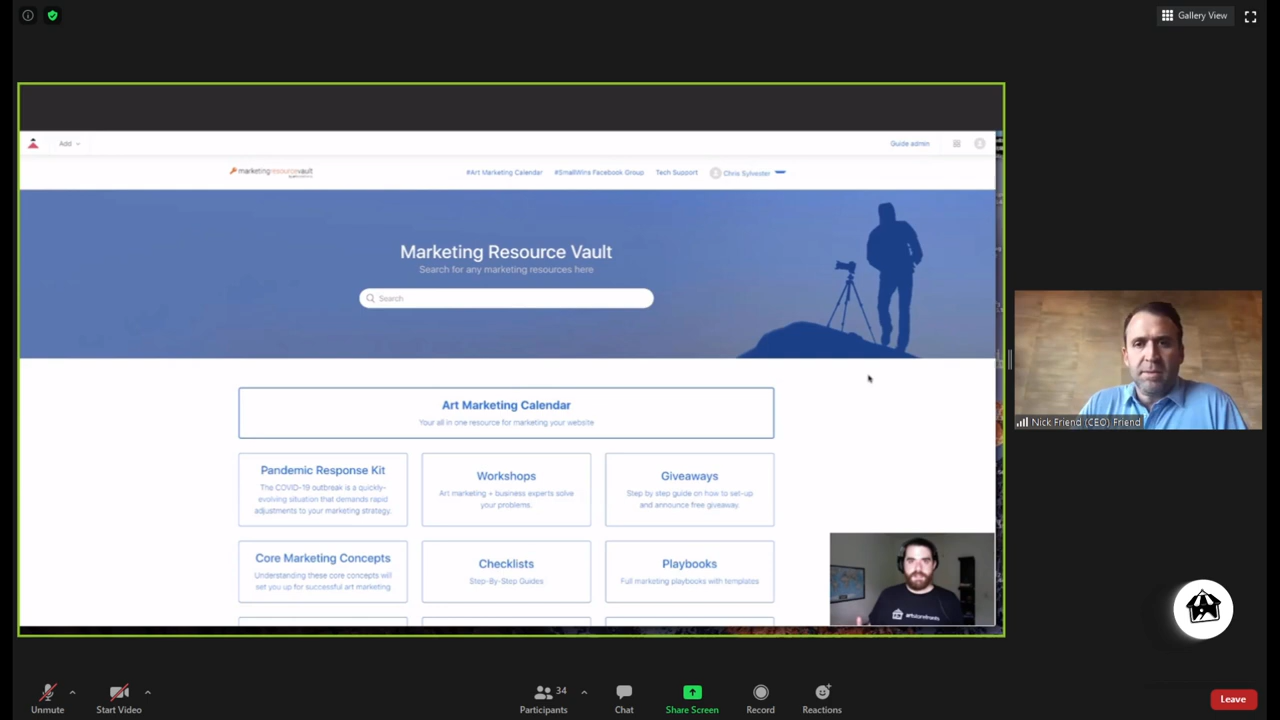 Gallery View
Add
Guide admin
marketingresourcevault
#Art Marketing Calendar
#SmallWins Facebook Group
Tech Support
Chris Sylvester
Marketing Resource Vault
Search for any marketing resources here
Search
Art Marketing Calendar
Your all in one resource for marketing your website
Pandemic Response Kit
The COVID-19 outbreak is a quickly-
evolving situation that demands rapid
adjustments to your marketing strategy.
Workshops
Art marketing + business experts solve
your problems.
Giveaways
Step by step guide on how to set-up
and announce free giveaway.
Core Marketing Concepts
Understanding these core concepts will
set you up for successful art marketing
Checklists
Step-By-Step Guides
Playbooks
Full marketing playbooks with templates
artstorefronts
Nick Friend (CEO) Friend
Unmute
Start Video
34
Participants
Chat
Share Screen
Record
Reactions
Leave